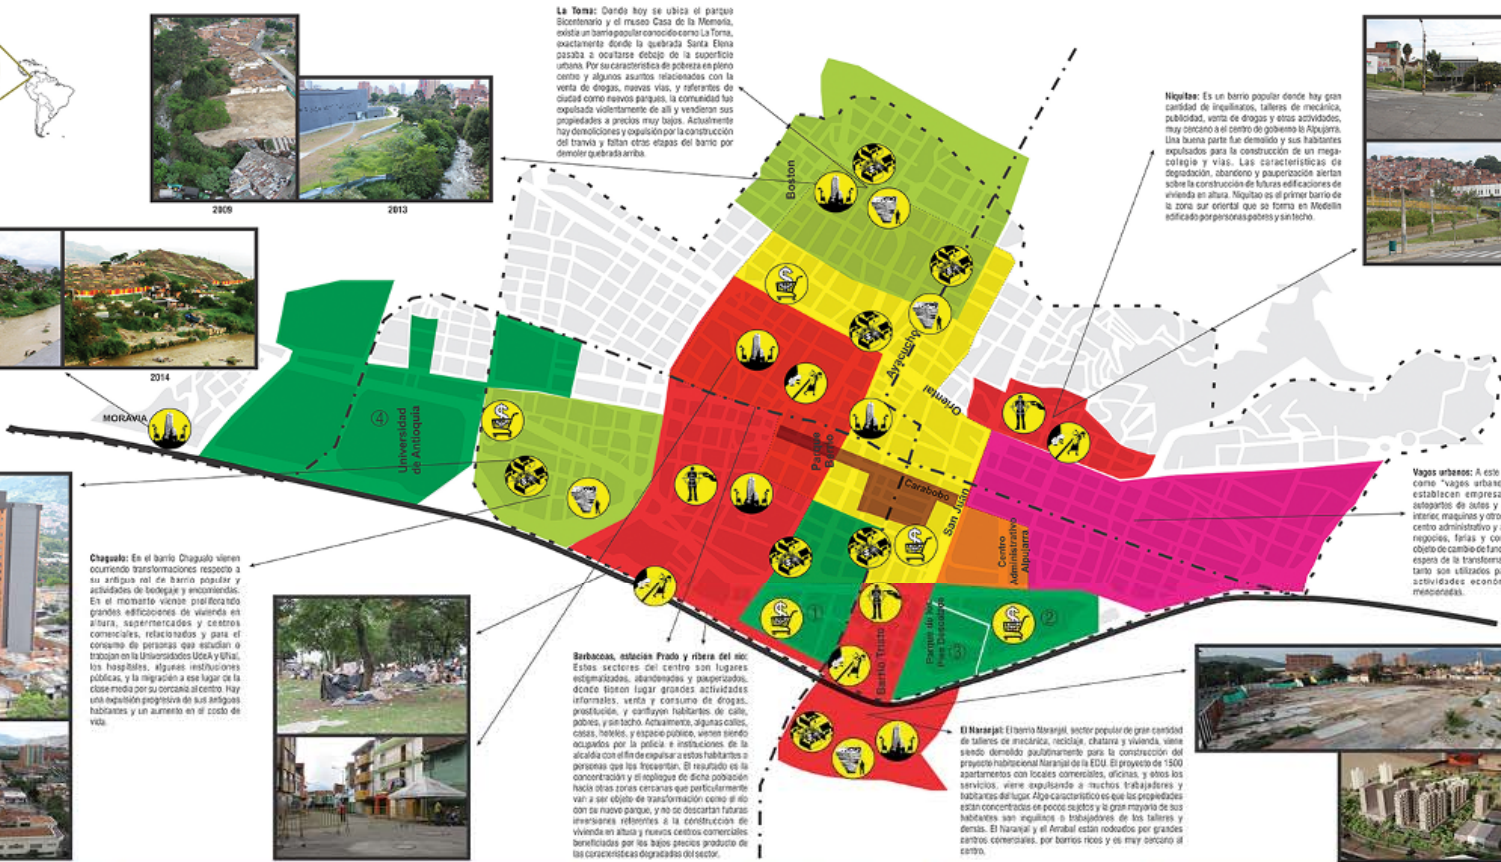 La Toma: Donde hoy se ubica el parque
Bicentenario y el museo Casa de la Memoria,
existía un barrio popular conocido como La Toma,
exactamente donde la quebrada Santa Elena
pasaba a ocultarse debajo de la superficie
urbana. Por su característica de pobreza en pleno
centro y algunos asuntos relacionados con la
venta de drogas, nuevas vías, y referentes de
ciudad como nuevos parques, la comunidad fue
expulsada violentamente de allí y vendieron sus
propiedades a precios muy bajos. Actualmente
hay demoliciones y expulsión por la construcción
del tranvía y faltan otras etapas del barrio por
demoler quebrada arriba.
2009
2013
2014
Niquitao: Es un barrio popular donde hay gran
cantidad de inquilinatos, talleres de mecánica,
publicidad, venta de drogas y otras actividades,
muy cercano a el centro de gobierno la Alpujarra.
Una buena parte fue demolido y sus habitantes
expulsados para la construcción de un mega-
colegio y vías. Las características de
degradación, abandono y pauperización alertan
sobre la construcción de futuras edificaciones de
vivienda en altura. Niquitao es el primer barrio de
la zona sur oriental que se forma en Medellín
edificado por personas pobres y sin techo.
Boston
Ayacucho
Oriental
MORAVIA
4
Universidad
de Antioquia
Parque
Berrío
Carabobo
San Juan
Centro
Administrativo
Alpujarra
1
2
3
Parque de los
Pies Descalzos
Barrio Triste
Vagos urbanos: A este
como "vagos urbano
establecen empresa
autopartes de autos y
interior, maquinas y otro
centro administrativo y
negocios, ferias y co
objeto de cambio de func
espera de la transforma
tanto son utilizados pa
actividades econó
mencionadas.
Chagualo: En el barrio Chagualo vienen
ocurriendo transformaciones respecto a
su antiguo rol de barrio popular y
actividades de bodegaje y encomiendas.
En el momento vienen proliferando
grandes edificaciones de vivienda en
altura, supermercados y centros
comerciales, relacionados y para el
consumo de personas que estudian o
trabajan en la Universidades UdeA y UNal,
los hospitales, algunas instituciones
públicas, y la migración a ese lugar de la
clase media por su cercanía al centro. Hay
una expulsión progresiva de sus antiguos
habitantes y un aumento en el costo de
vida.
Barbacoas, estación Prado y ribera del río:
Estos sectores del centro son lugares
estigmatizados, abandonados y pauperizados,
donde tienen lugar grandes actividades
informales, venta y consumo de drogas,
prostitución, y confluyen habitantes de calle,
pobres, y sin techo. Actualmente, algunas calles,
casas, hoteles, y espacio público, vienen siendo
ocupados por la policía e instituciones de la
alcaldía con el fin de expulsar a estos habitantes o
personas que los frecuentan. El resultado es la
concentración y el repliegue de dicha población
hacia otras zonas cercanas que particularmente
van a ser objeto de transformación como el río
con su nuevo parque, y no se descartan futuras
inversiones referentes a la construcción de
vivienda en altura y nuevos centros comerciales
beneficiadas por los bajos precios producto de
las características degradadas del sector.
El Naranjal: El barrio Naranjal, sector popular de gran cantidad
de talleres de mecánica, reciclaje, chatarra y vivienda, viene
siendo demolido paulatinamente para la construcción del
proyecto habitacional Naranjal de la EDU. El proyecto de 1500
apartamentos con locales comerciales, oficinas, y otros los
servicios, viene expulsando a muchos trabajadores y
habitantes del lugar. Algo característico es que las propiedades
están concentradas en pocos sujetos y la gran mayoría de sus
habitantes son inquilinos o trabajadores de los talleres y
demás. El Naranjal y el Arrabal están rodeados por grandes
centros comerciales, por barrios ricos y es muy cercano al
centro.